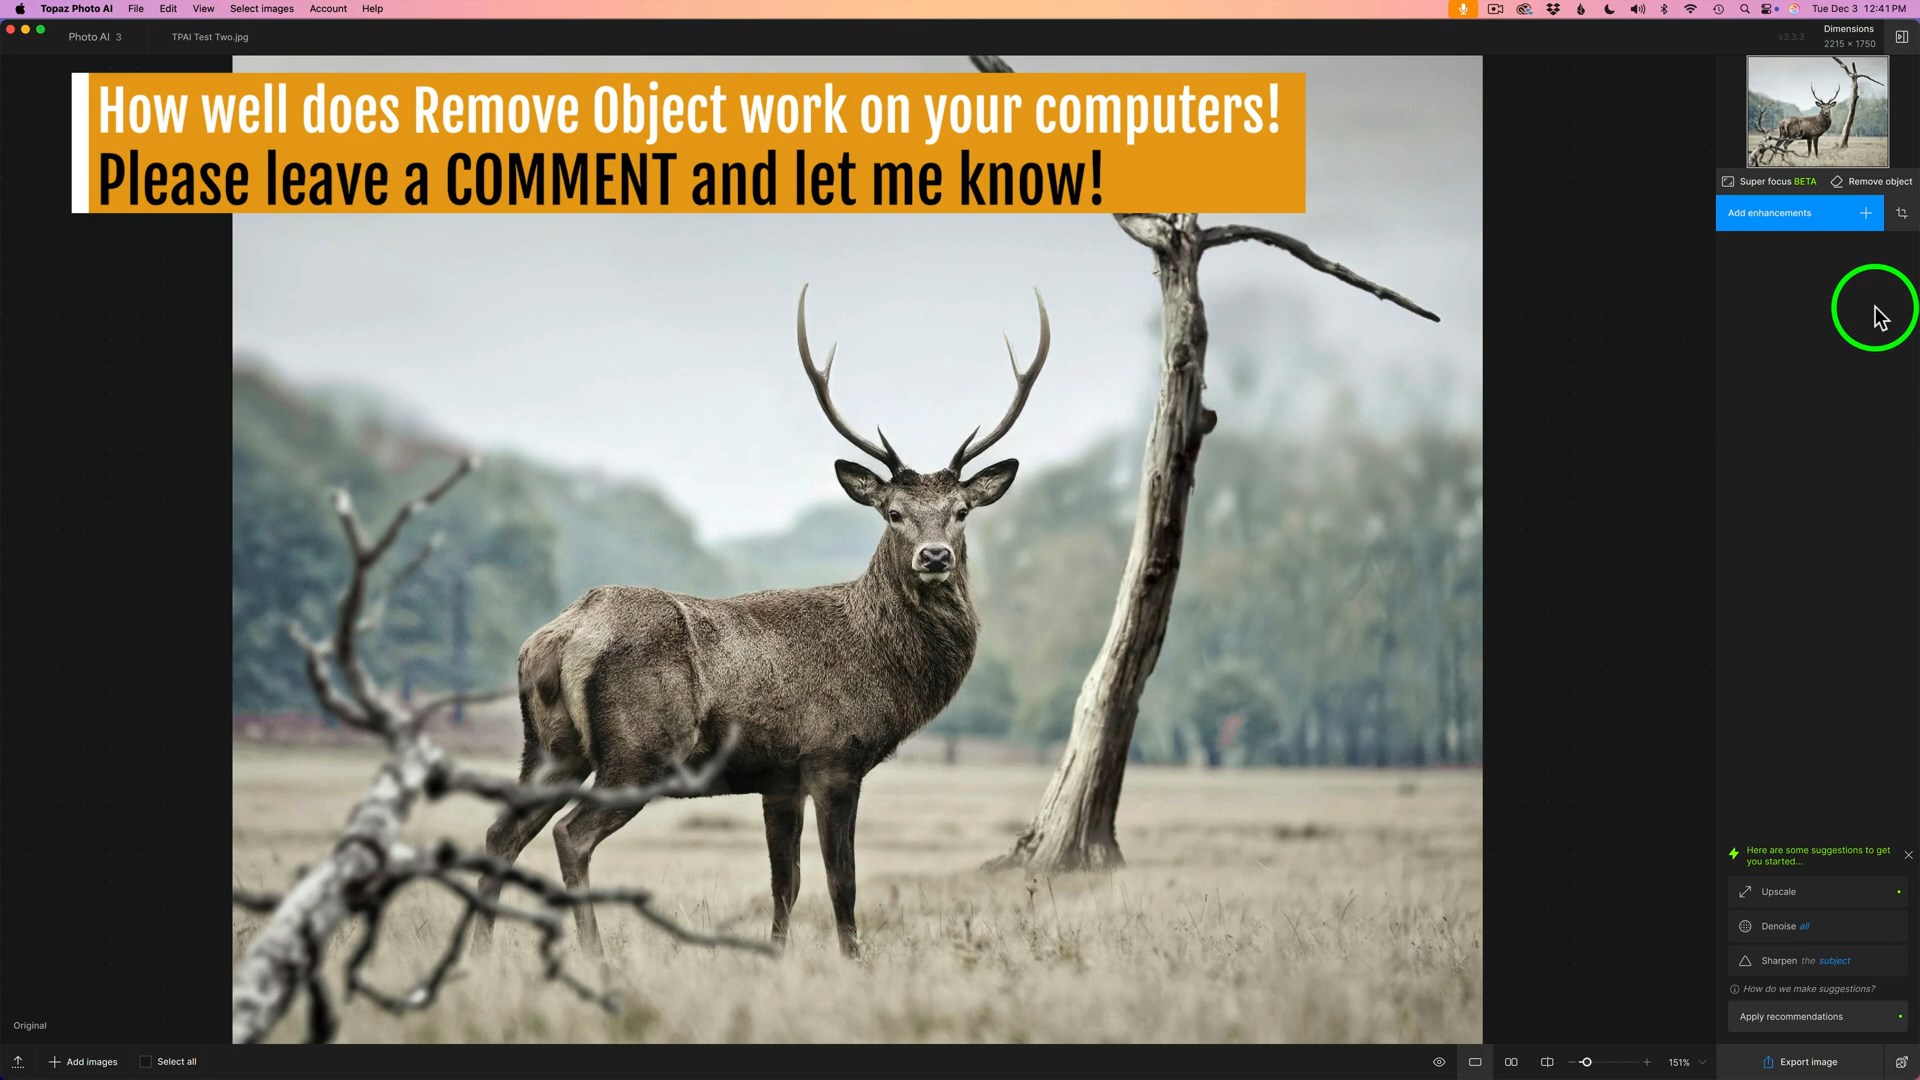 Topaz Photo AI File Edit View Select images Account Help Tue Dec 3 12:41 PM
Photo AI 3 TPAI Test Two.jpg v3.3.3 Dimensions
2215 × 1750
How well does Remove Object work on your computers!
Please leave a COMMENT and let me know!
Super focus BETA Remove object
Add enhancements
Here are some suggestions to get
you started...
Upscale
Denoise all
Sharpen the subject
How do we make suggestions?
Apply recommendations
Original
Add images Select all 151% Export image